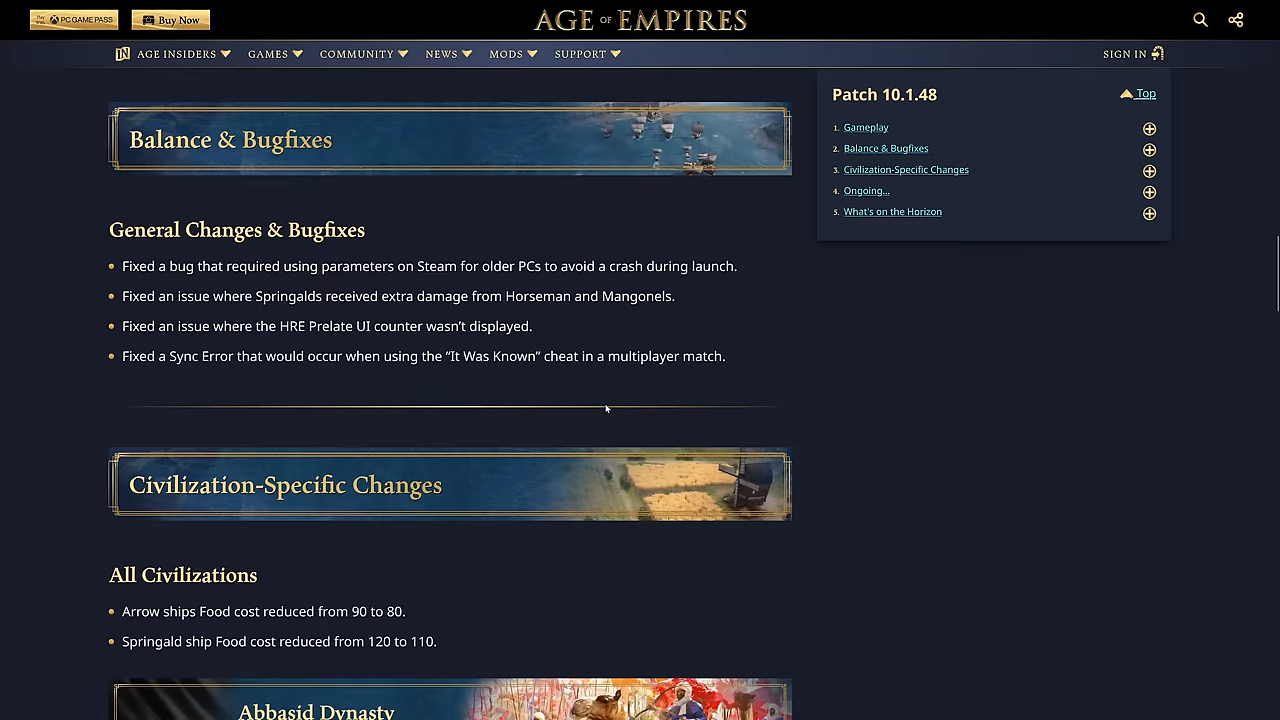 PLAY ON
PC GAME PASS
Buy Now
AGE OF EMPIRES
IN AGE INSIDERS
GAMES
COMMUNITY
NEWS
MODS
SUPPORT
SIGN IN
Patch 10.1.48
Top
1. Gameplay
2. Balance & Bugfixes
3. Civilization-Specific Changes
4. Ongoing...
5. What's on the Horizon
Balance & Bugfixes
General Changes & Bugfixes
Fixed a bug that required using parameters on Steam for older PCs to avoid a crash during launch.
Fixed an issue where Springalds received extra damage from Horseman and Mangonels.
Fixed an issue where the HRE Prelate UI counter wasn’t displayed.
Fixed a Sync Error that would occur when using the “It Was Known” cheat in a multiplayer match.
Civilization-Specific Changes
All Civilizations
Arrow ships Food cost reduced from 90 to 80.
Springald ship Food cost reduced from 120 to 110.
Abbasid Dynasty